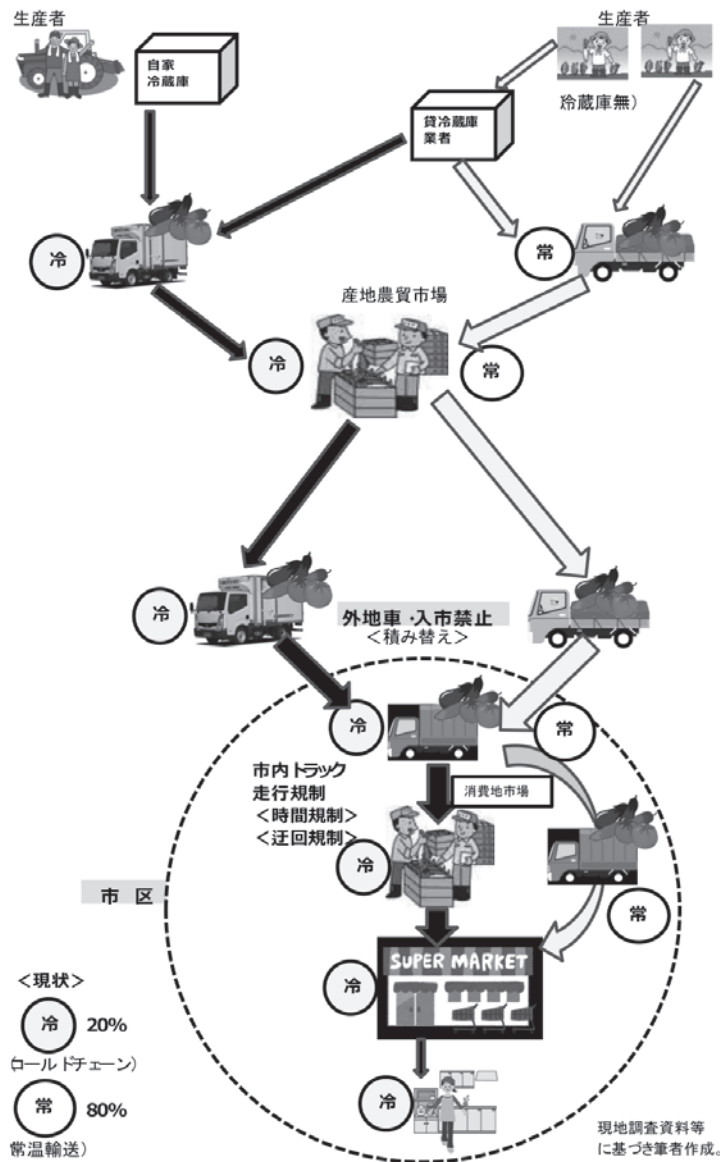 生産者
生産者
自家
冷蔵庫
冷蔵庫無)
貸冷蔵庫
業者
冷
常
産地農貿市場
冷
常
冷
外地車・入市禁止
<積み替え>
冷
常
市内トラック
走行規制
<時間規制>
<迂回規制>
消費地市場
冷
常
市 区
SUPER MARKET
冷
<現状>
冷 20%
コールドチェーン)
常 80%
常温輸送)
冷
現地調査資料等
に基づき筆者作成。